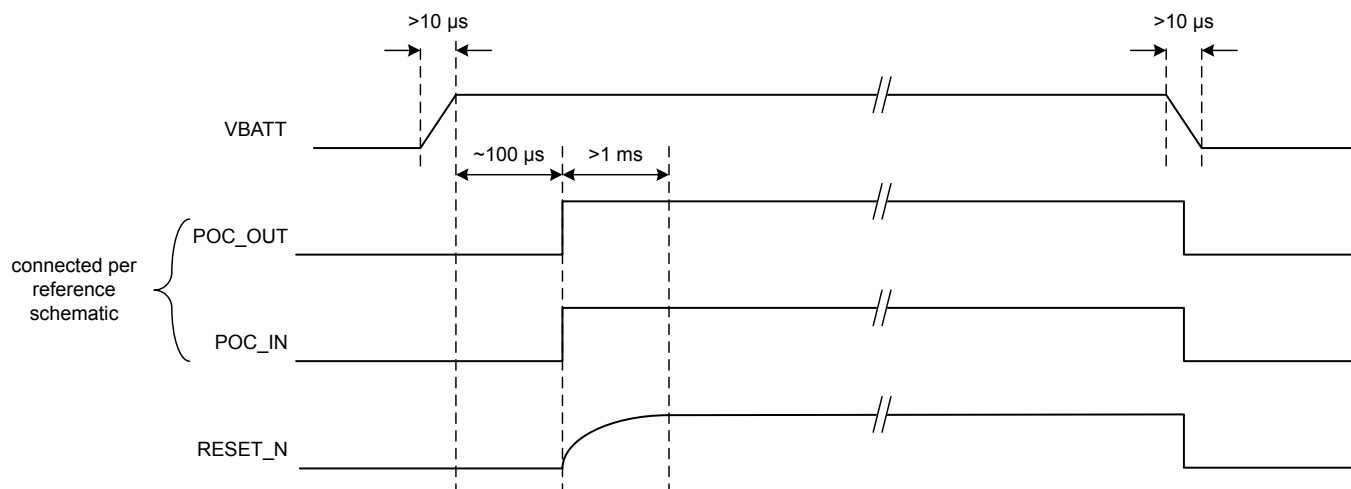 >10 µs
>10 µs
VBATT
~100 µs
>1 ms
POC_OUT
connected per
reference
schematic
POC_IN
RESET_N